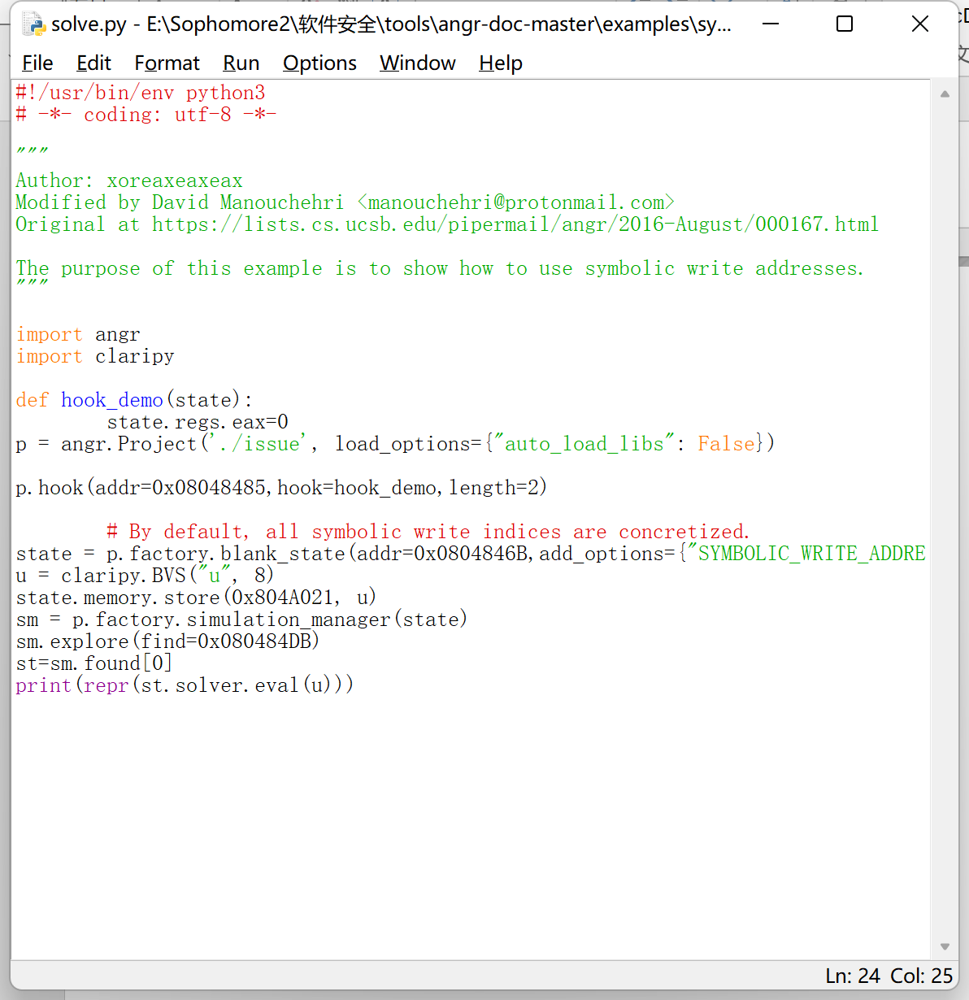 solve.py - E:\Sophomore2\软件安全\tools\angr-doc-master\examples\sy...
File Edit Format Run Options Window Help
#!/usr/bin/env python3
# -*- coding: utf-8 -*-
"""
Author: xoreaxeaxeax
Modified by David Manouchehri <manouchehri@protonmail.com>
Original at https://lists.cs.ucsb.edu/pipermail/angr/2016-August/000167.html
The purpose of this example is to show how to use symbolic write addresses.
"""
import angr
import claripy
def hook_demo(state):
state.regs.eax=0
p = angr.Project('./issue', load_options={"auto_load_libs": False})
p.hook(addr=0x08048485,hook=hook_demo,length=2)
# By default, all symbolic write indices are concretized.
state = p.factory.blank_state(addr=0x0804846B,add_options={"SYMBOLIC_WRITE_ADDRE
u = claripy.BVS("u", 8)
state.memory.store(0x804A021, u)
sm = p.factory.simulation_manager(state)
sm.explore(find=0x080484DB)
st=sm.found[0]
print(repr(st.solver.eval(u)))
Ln: 24 Col: 25